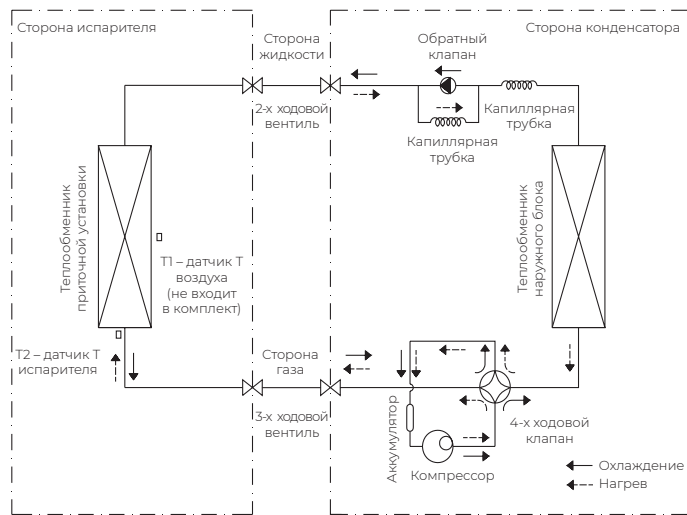 Сторона испарителя
Сторона
жидкости
Обратный
клапан
Сторона конденсатора
2-х ходовой
вентиль
Капиллярная
трубка
Капиллярная
трубка
Теплообменник
приточной установки
Теплообменник
наружного блока
T1 – датчик Т
воздуха
(не входит
в комплект)
T2 – датчик Т
испарителя
Сторона
газа
3-х ходовой
вентиль
Аккумулятор
Компрессор
4-х ходовой
клапан
Охлаждение
Нагрев